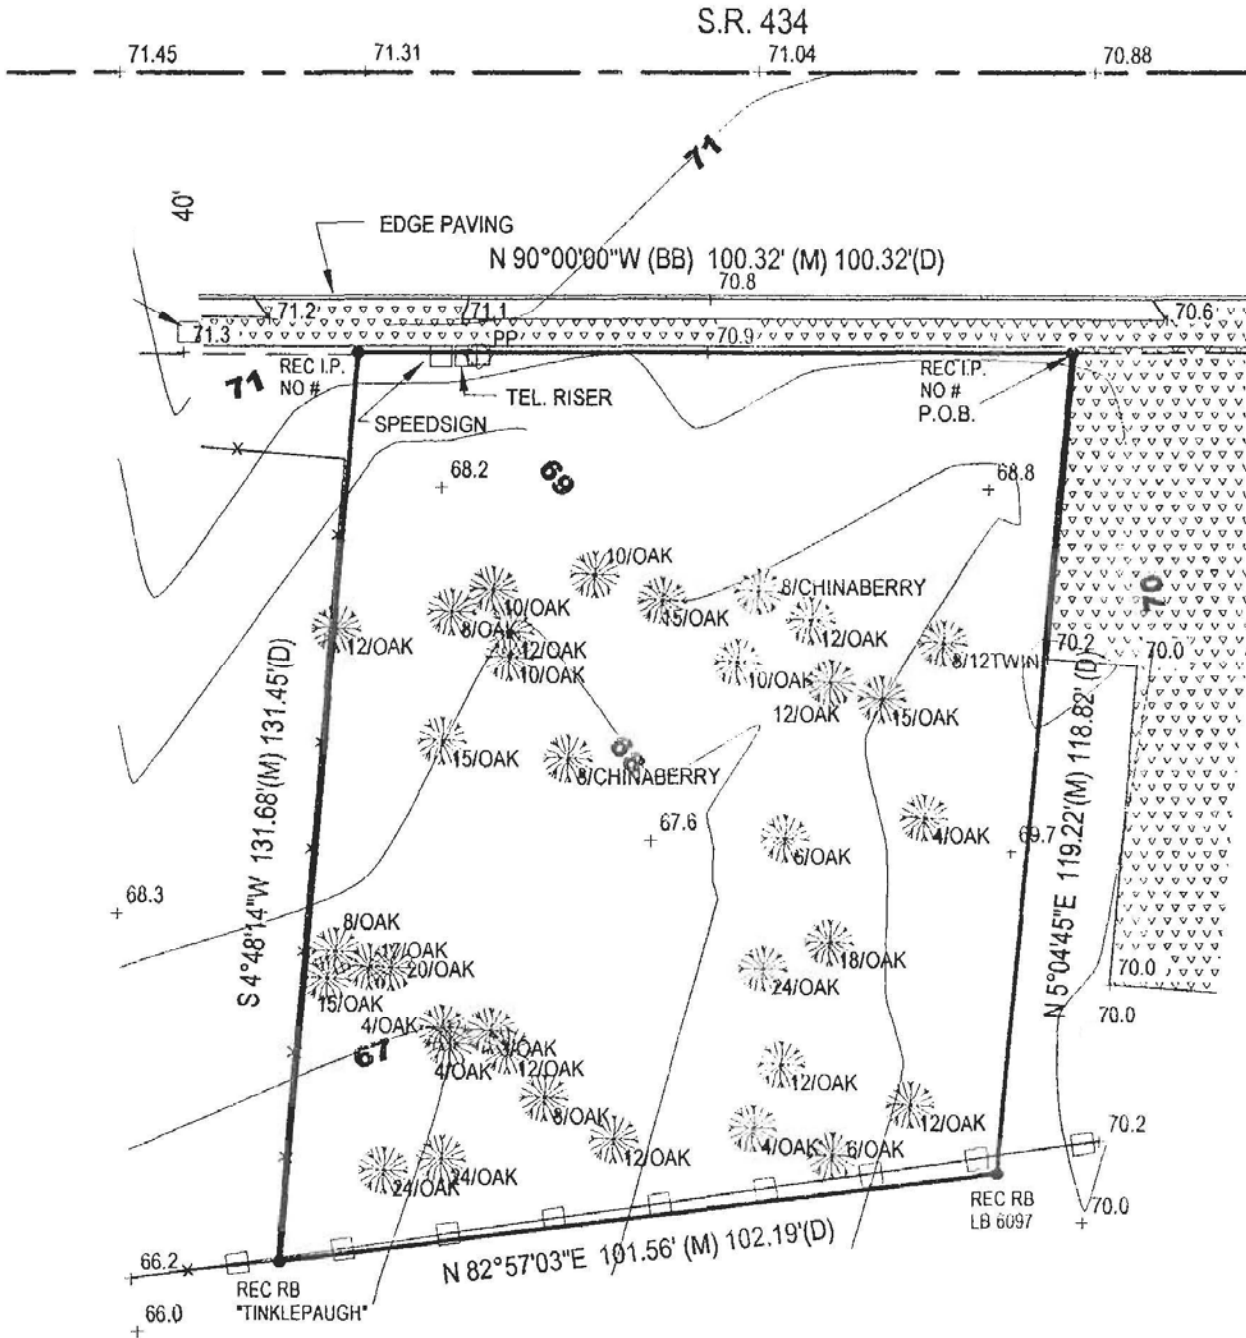 S.R. 434
71.45
71.31
71.04
70.88
71
40'
EDGE PAVING
N 90°00'00"W (BB) 100.32' (M) 100.32'(D)
70.8
71.2
71.1
70.6
71.3
PP
70.9
REC I.P.
NO #
71
TEL. RISER
SPEEDSIGN
REC I.P.
NO #
P.O.B.
68.2
69
68.8
10/OAK
8/CHINABERRY
10/OAK
15/OAK
8/OAK
12/OAK
12/OAK
12/OAK
10/OAK
70
70.2
70.0
8/12TWIN
10/OAK
12/OAK
15/OAK
15/OAK
8/CHINABERRY
68
S 4°48'14"W 131.68'(M) 131.45'(D)
N 5°04'45"E 119.22'(M) 118.82' (D)
67.6
6/OAK
4/OAK
69.7
68.3
8/OAK
17/OAK
20/OAK
15/OAK
18/OAK
24/OAK
70.0
70.0
4/OAK
67
4/OAK
12/OAK
12/OAK
8/OAK
12/OAK
12/OAK
4/OAK
6/OAK
70.2
24/OAK
24/OAK
REC RB
LB 6097
70.0
N 82°57'03"E 101.56' (M) 102.19'(D)
66.2
REC RB
"TINKLEPAUGH"
66.0